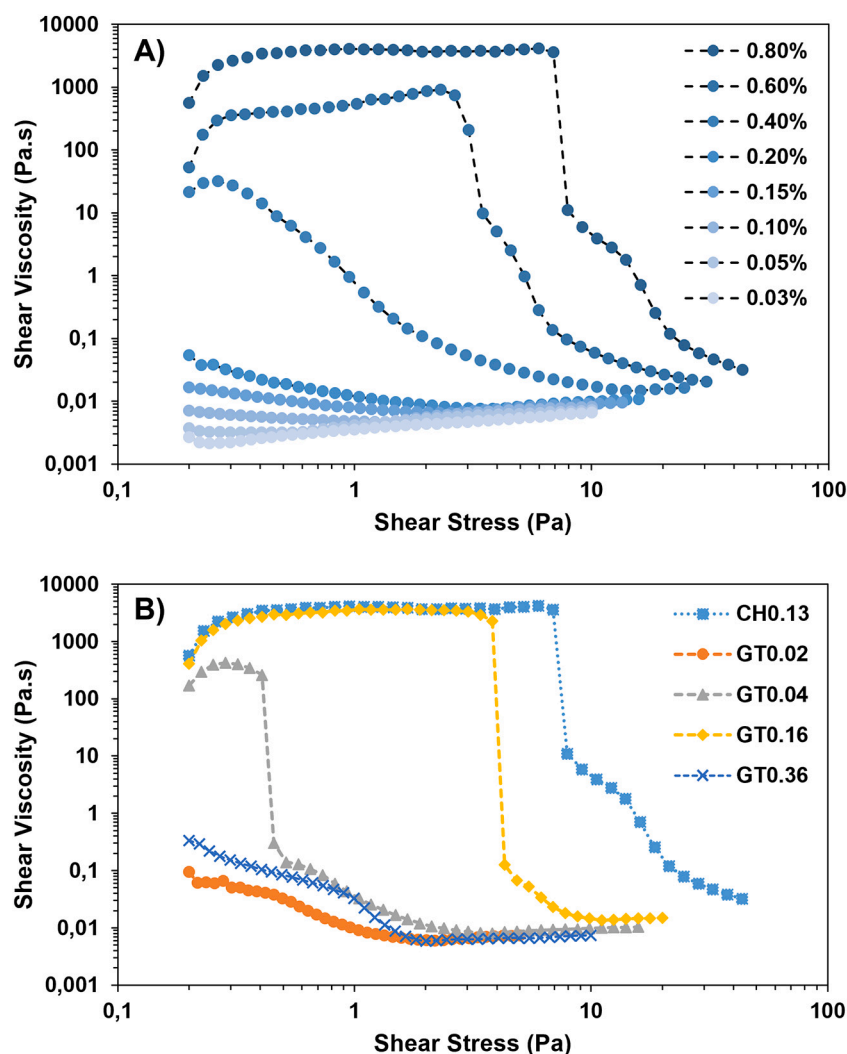 A)
10000
1000
100
10
1
0,1
0,01
0,001
Shear Viscosity (Pa.s)
0,1 1 10 100
Shear Stress (Pa)
0.80%
0.60%
0.40%
0.20%
0.15%
0.10%
0.05%
0.03%
B)
10000
1000
100
10
1
0,1
0,01
0,001
Shear Viscosity (Pa.s)
0,1 1 10 100
Shear Stress (Pa)
CH0.13
GT0.02
GT0.04
GT0.16
GT0.36